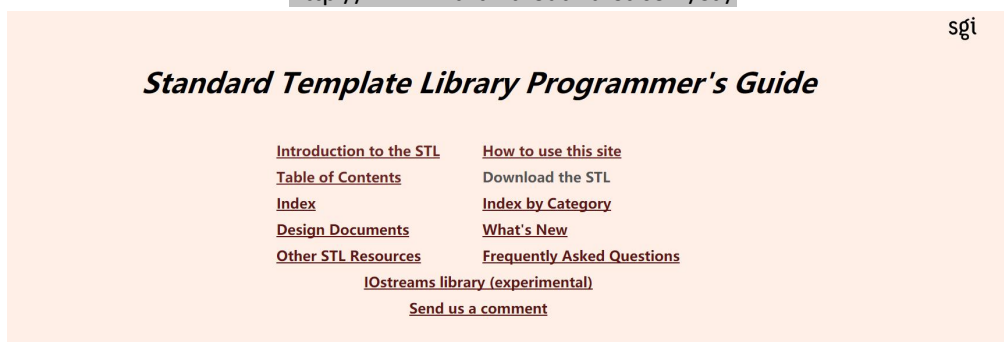 sgi
Standard Template Library Programmer's Guide
Introduction to the STL How to use this site
Table of Contents Download the STL
Index Index by Category
Design Documents What's New
Other STL Resources Frequently Asked Questions
IOstreams library (experimental)
Send us a comment